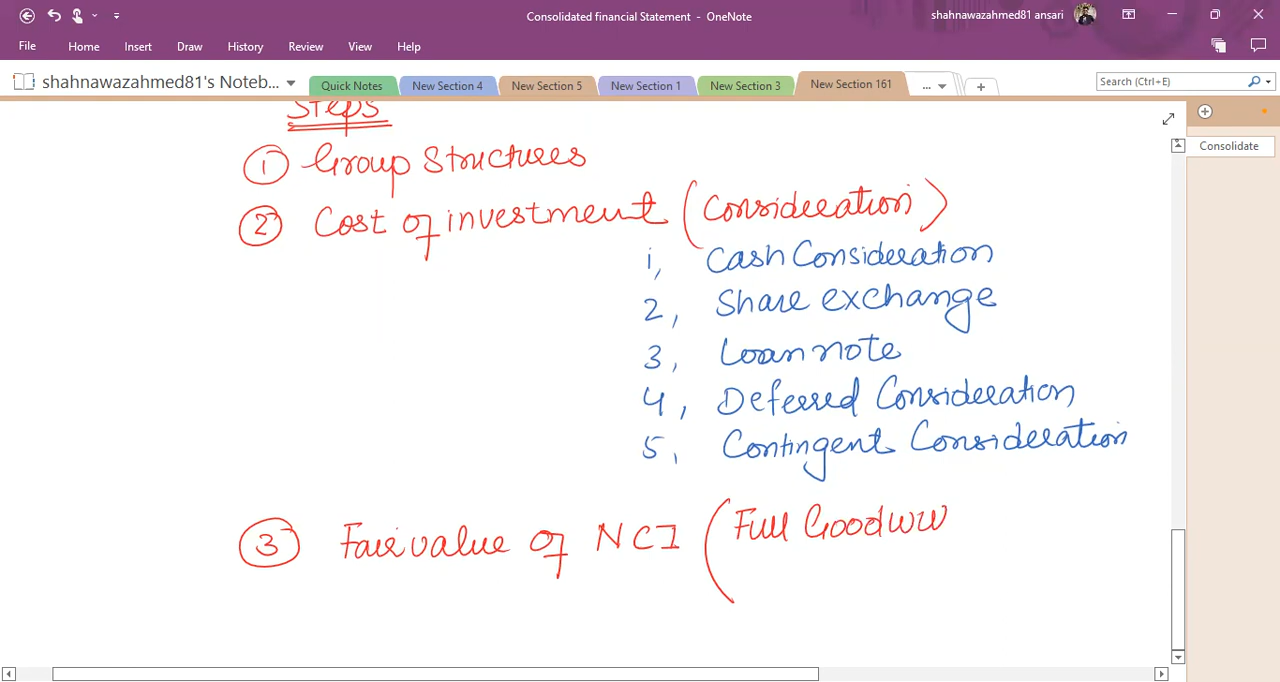 Consolidated financial Statement - OneNote
shahnawazahmed81 ansari
File Home Insert Draw History Review View Help
shahnawazahmed81's Noteb...
Quick Notes New Section 4 New Section 5 New Section 1 New Section 3 New Section 161 ...
Search (Ctrl+E)
Consolidate
Steps
1 Group Structures
2 Cost of investment (Consideration)
1, Cash Consideration
2, Share exchange
3, Loan note
4, Deferred Consideration
5, Contingent Consideration
3 Fair value of NCI (Full Goodwill